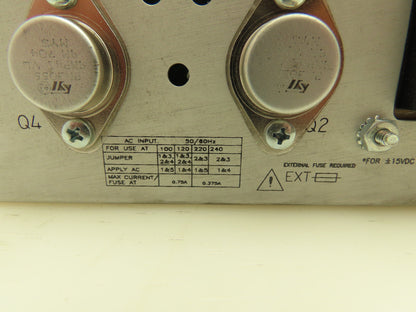 Q4
Q2
AC INPUT 50/60Hz
FOR USE AT 100 120 220 240
JUMPER 1&3, 2&4 1&3, 2&4 2&3 2&3
APPLY AC 1&5 1&4 1&5 1&4
MAX CURRENT/ FUSE AT 0.75A 0.375A
EXTERNAL FUSE REQUIRED
EXT
*FOR ±15VDC